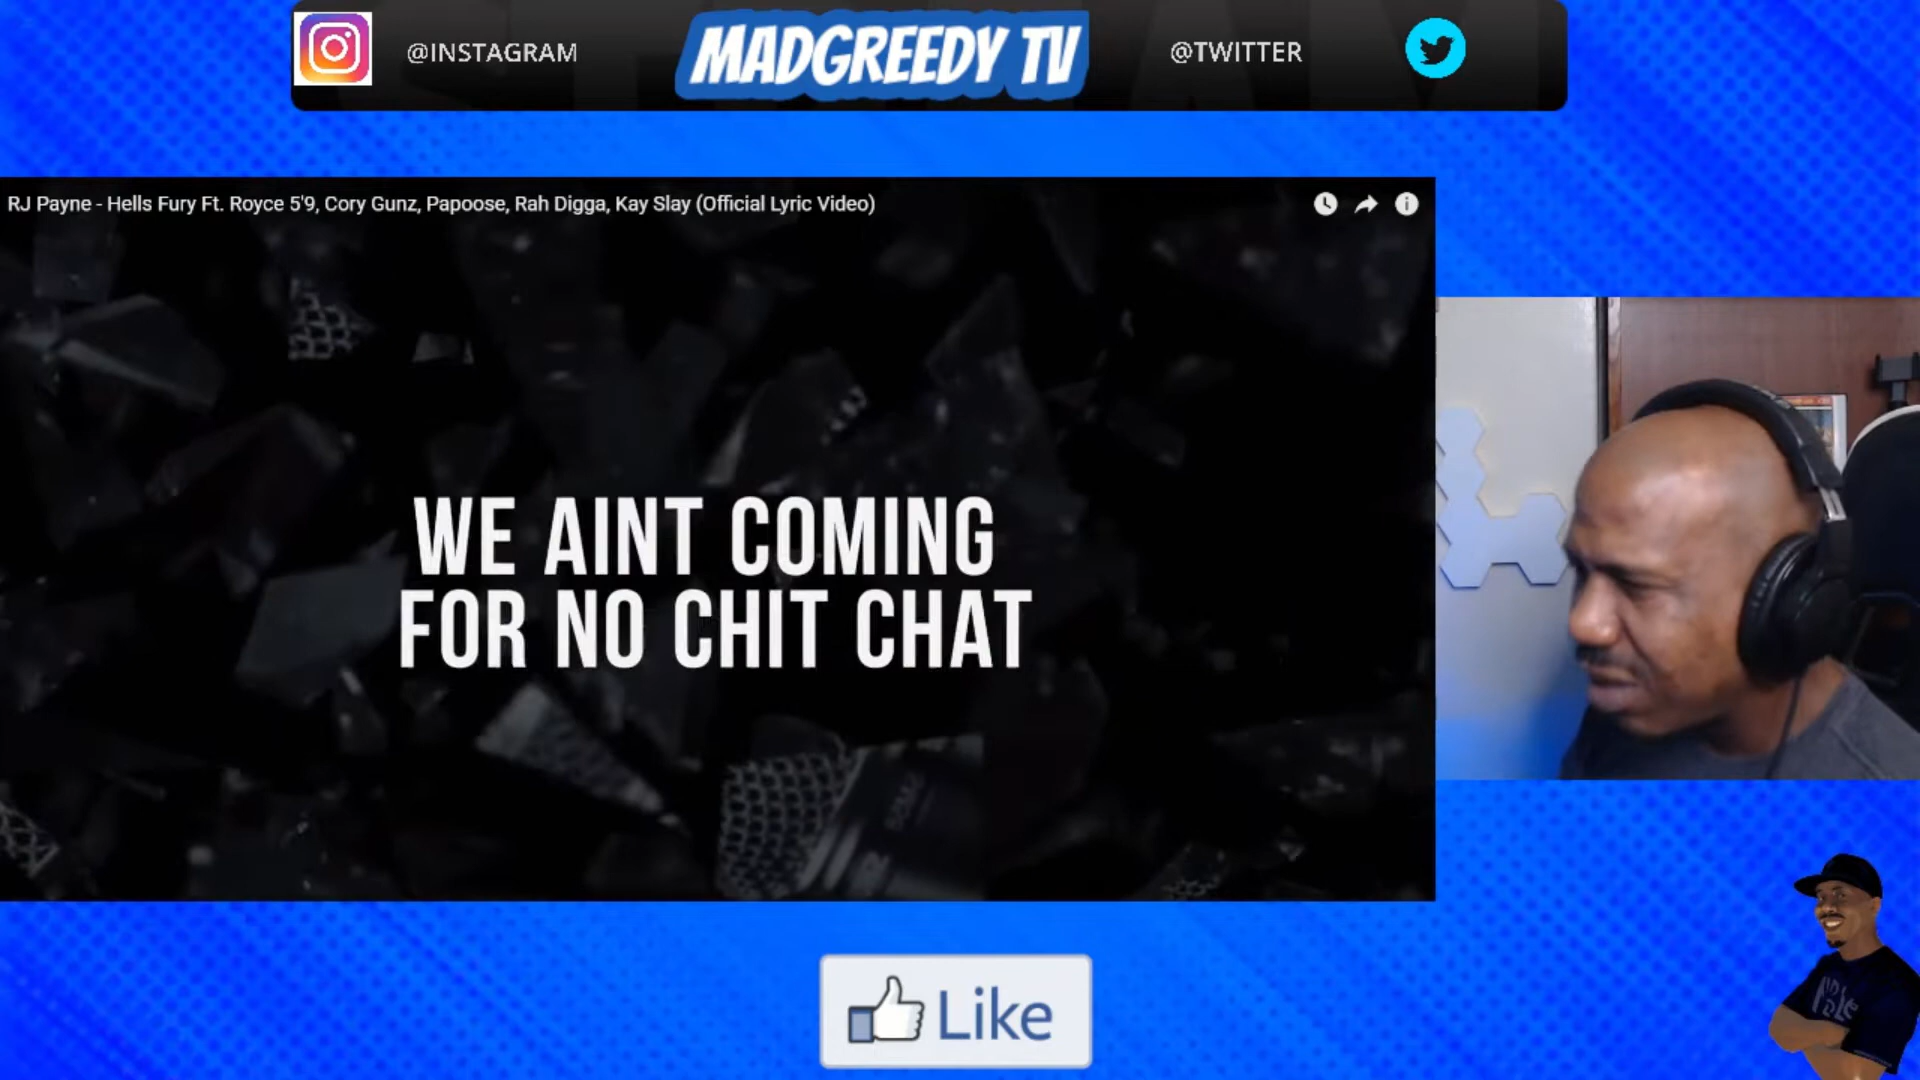 @INSTAGRAM
MADGREEDY TV
@TWITTER
RJ Payne - Hells Fury Ft. Royce 5'9, Cory Gunz, Papoose, Rah Digga, Kay Slay (Official Lyric Video)
WE AINT COMING
FOR NO CHIT CHAT
Like